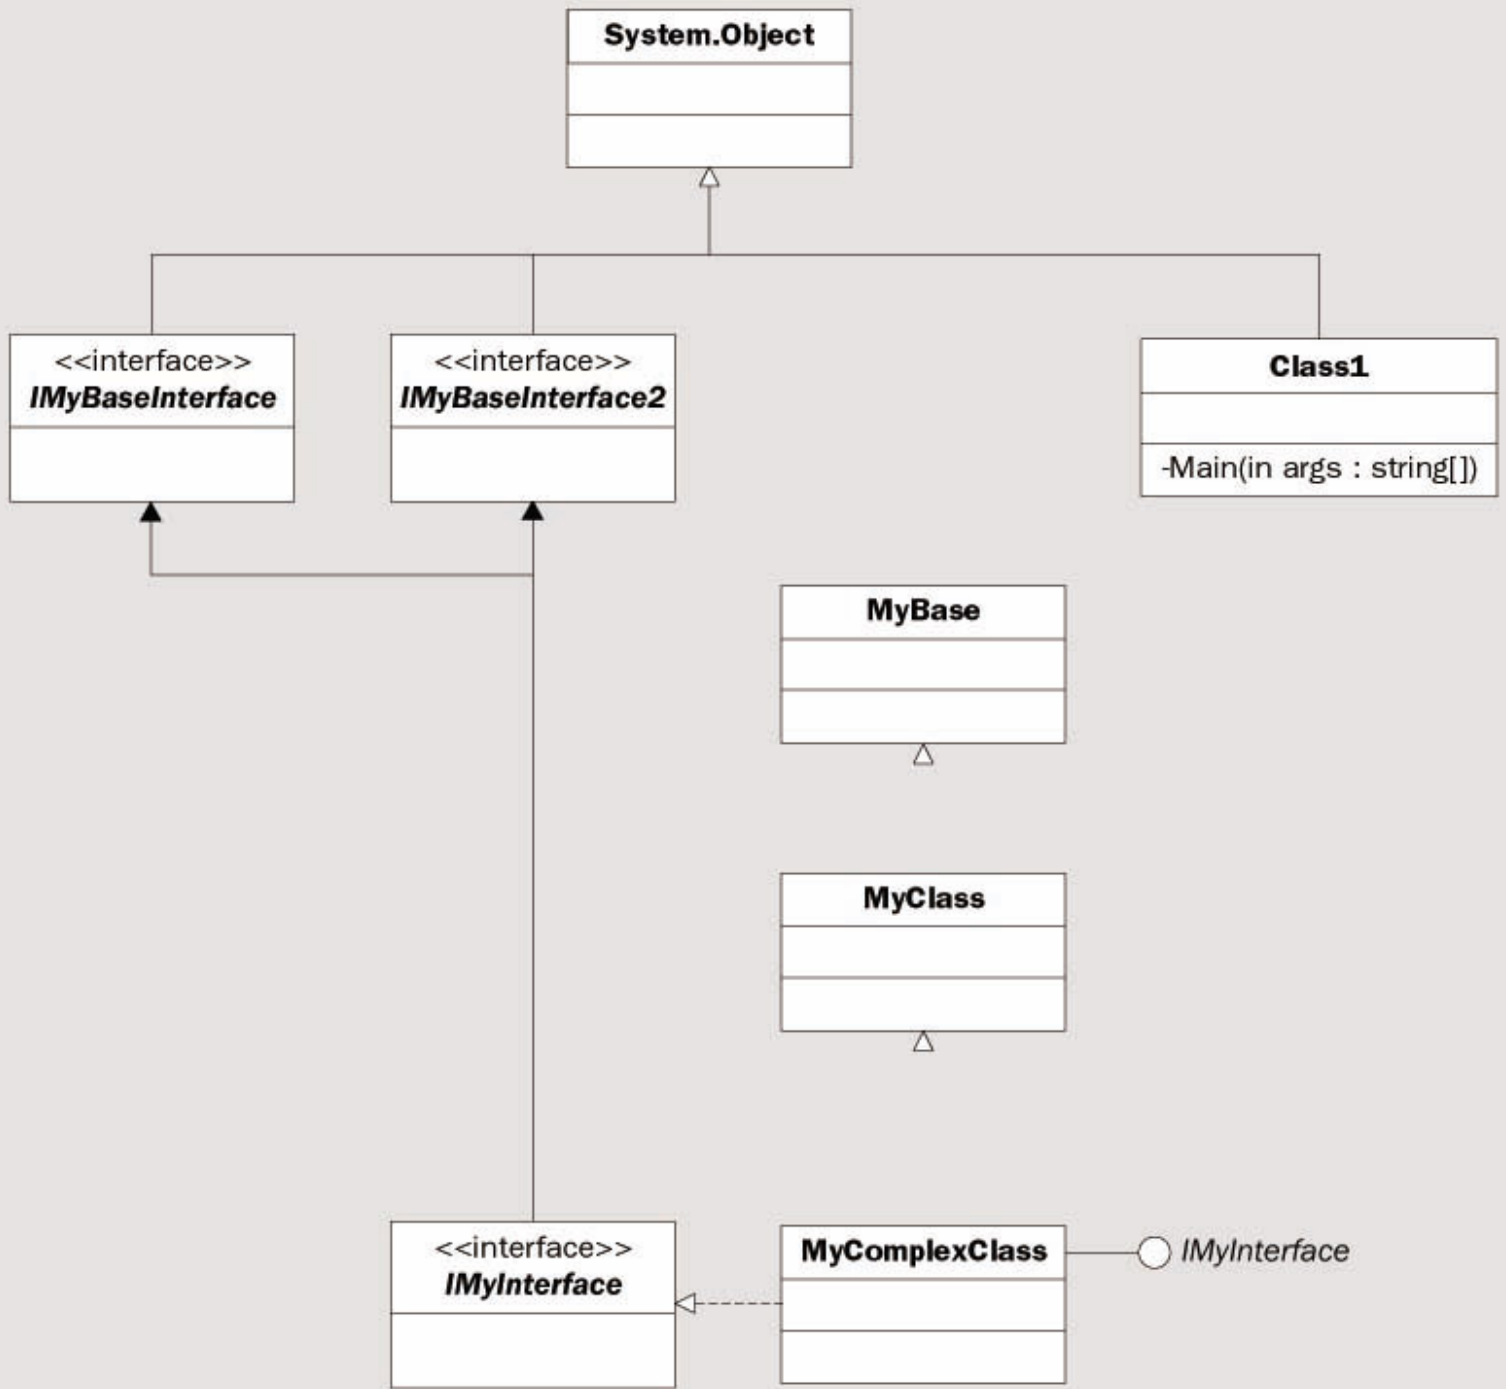 System.Object
<<interface>>
IMyBaseInterface
<<interface>>
IMyBaseInterface2
Class1
-Main(in args : string[])
MyBase
MyClass
<<interface>>
IMyInterface
MyComplexClass
IMyInterface